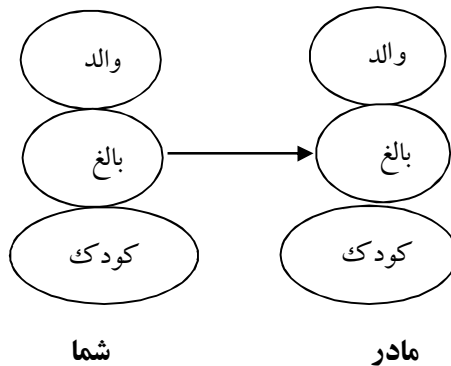 والد والد
بالغ بالغ
کودک کودک
مادر شما